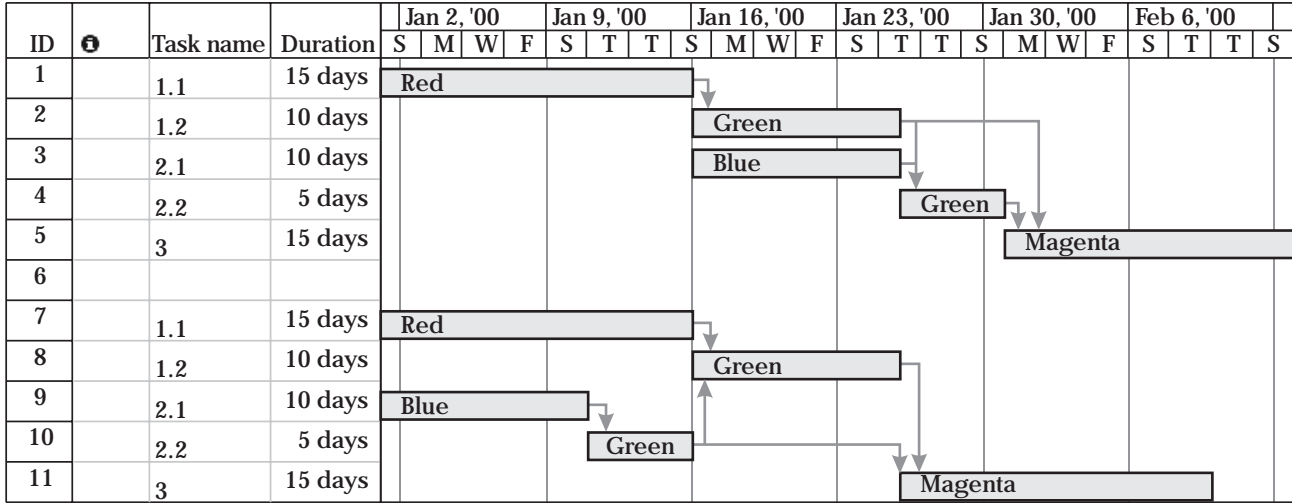 Jan 2, '00 Jan 9, '00 Jan 16, '00 Jan 23, '00 Jan 30, '00 Feb 6, '00
ID Task name Duration S M W F S T T S M W F S T T S M W F S T T S
1 1.1 15 days Red
2 1.2 10 days Green
3 2.1 10 days Blue
4 2.2 5 days Green
5 3 15 days Magenta
6
7 1.1 15 days Red
8 1.2 10 days Green
9 2.1 10 days Blue
10 2.2 5 days Green
11 3 15 days Magenta